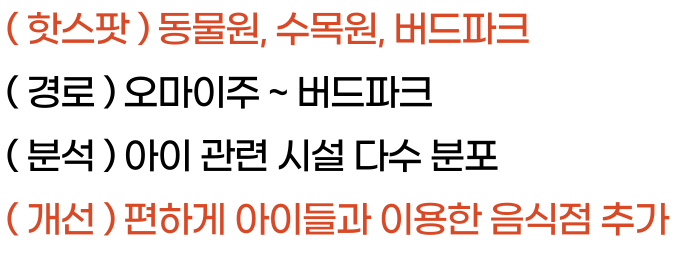 ( 핫스팟 ) 동물원, 수목원, 버드파크
( 경로 ) 오마이주 ~ 버드파크
( 분석 ) 아이 관련 시설 다수 분포
( 개선 ) 편하게 아이들과 이용한 음식점 추가